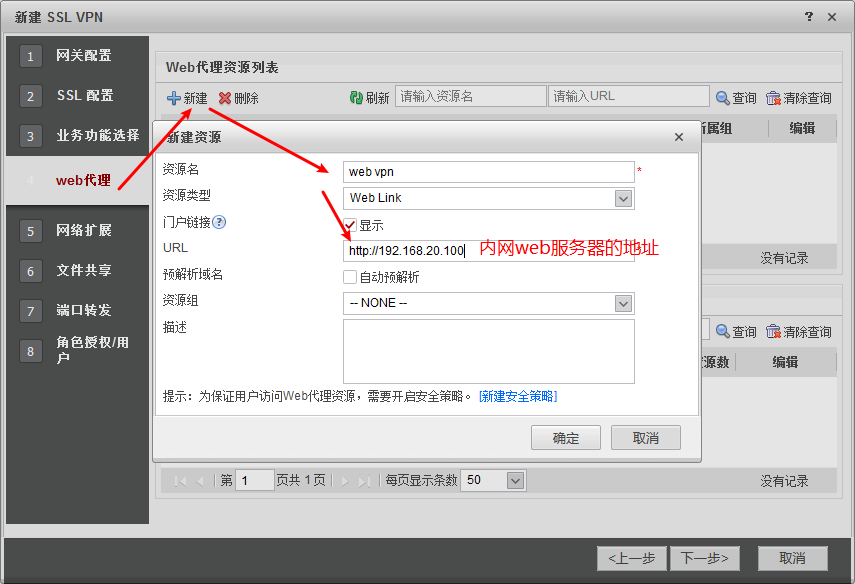 新建 SSL VPN
? ×
1 网关配置
2 SSL 配置
3 业务功能选择
4 web代理
5 网络扩展
6 文件共享
7 端口转发
8 角色授权/用
户
Web代理资源列表
新建 删除 刷新 请输入资源名 请输入URL 查询 清除查询
属组 编辑
没有记录
新建资源
资源名 web vpn *
资源类型 Web Link
门户链接 ? 显示
URL http://192.168.20.100 内网web服务器的地址
预解析域名 自动预解析
资源组 -- NONE --
描述
提示：为保证用户访问Web代理资源，需要开启安全策略。 [新建安全策略]
确定 取消
查询 清除查询
源数 编辑
第 1 页共 1 页 每页显示条数 50 没有记录
<上一步 下一步> 取消